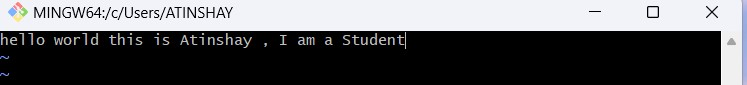 MINGW64:/c/Users/ATINSHAY
hello world this is Atinshay , I am a Student
~
~